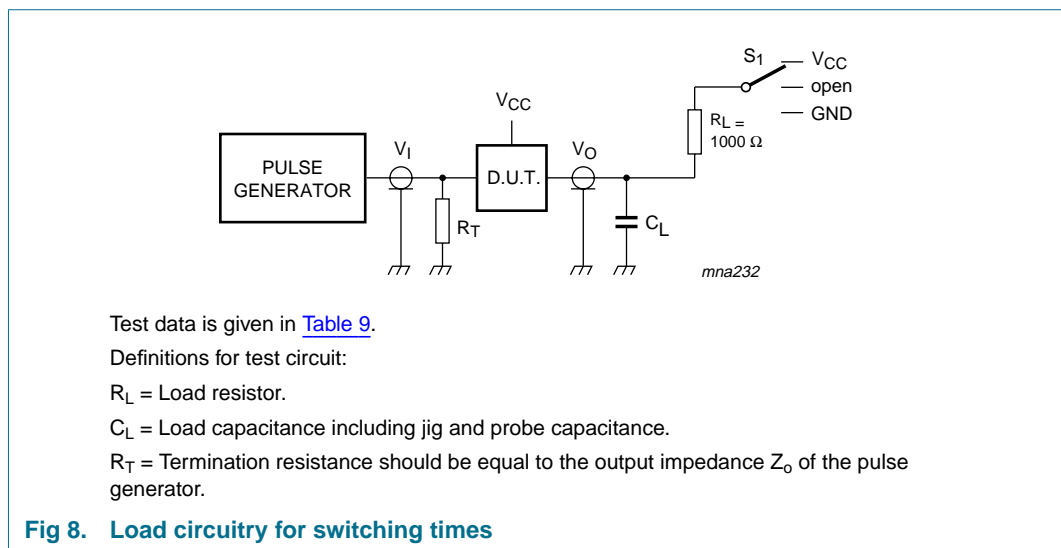 S1
VCC
open
GND
RL =
1000 Ω
VCC
VI
VO
PULSE
GENERATOR
D.U.T.
RT
CL
mna232
Test data is given in Table 9.
Definitions for test circuit:
RL = Load resistor.
CL = Load capacitance including jig and probe capacitance.
RT = Termination resistance should be equal to the output impedance Zo of the pulse
generator.
Fig 8. Load circuitry for switching times